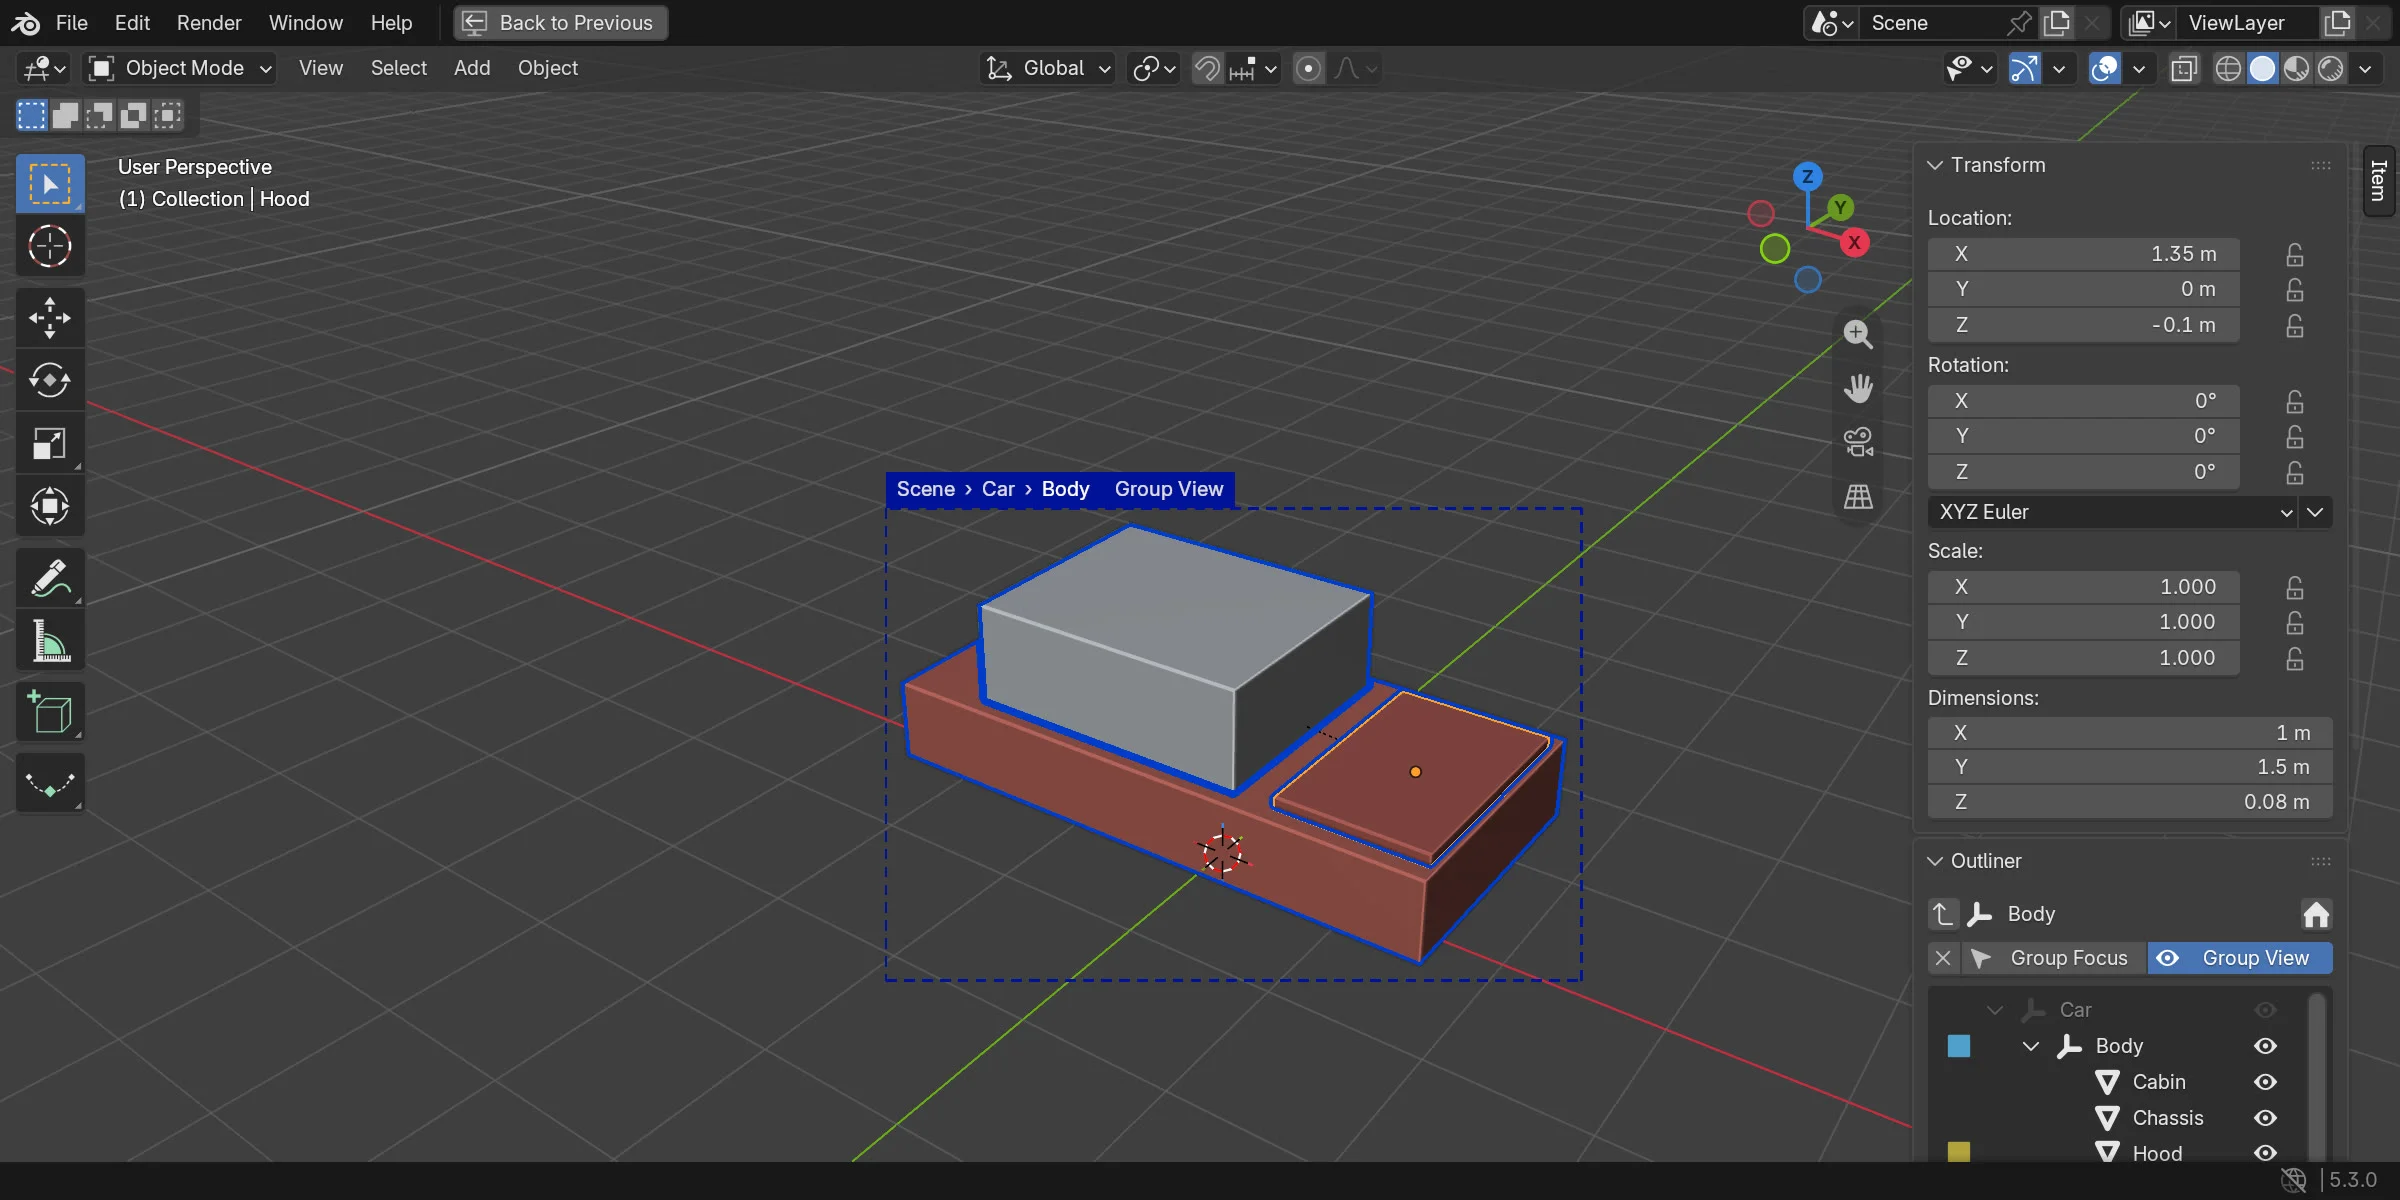 File Edit Render Window Help Back to Previous Scene ViewLayer
Object Mode View Select Add Object Global
User Perspective
(1) Collection | Hood
Z
Y
X
Scene › Car › Body Group View
Item
Transform
Location:
X 1.35 m
Y 0 m
Z -0.1 m
Rotation:
X 0°
Y 0°
Z 0°
XYZ Euler
Scale:
X 1.000
Y 1.000
Z 1.000
Dimensions:
X 1 m
Y 1.5 m
Z 0.08 m
Outliner
Body
Group Focus Group View
Car
Body
Cabin
Chassis
Hood
5.3.0